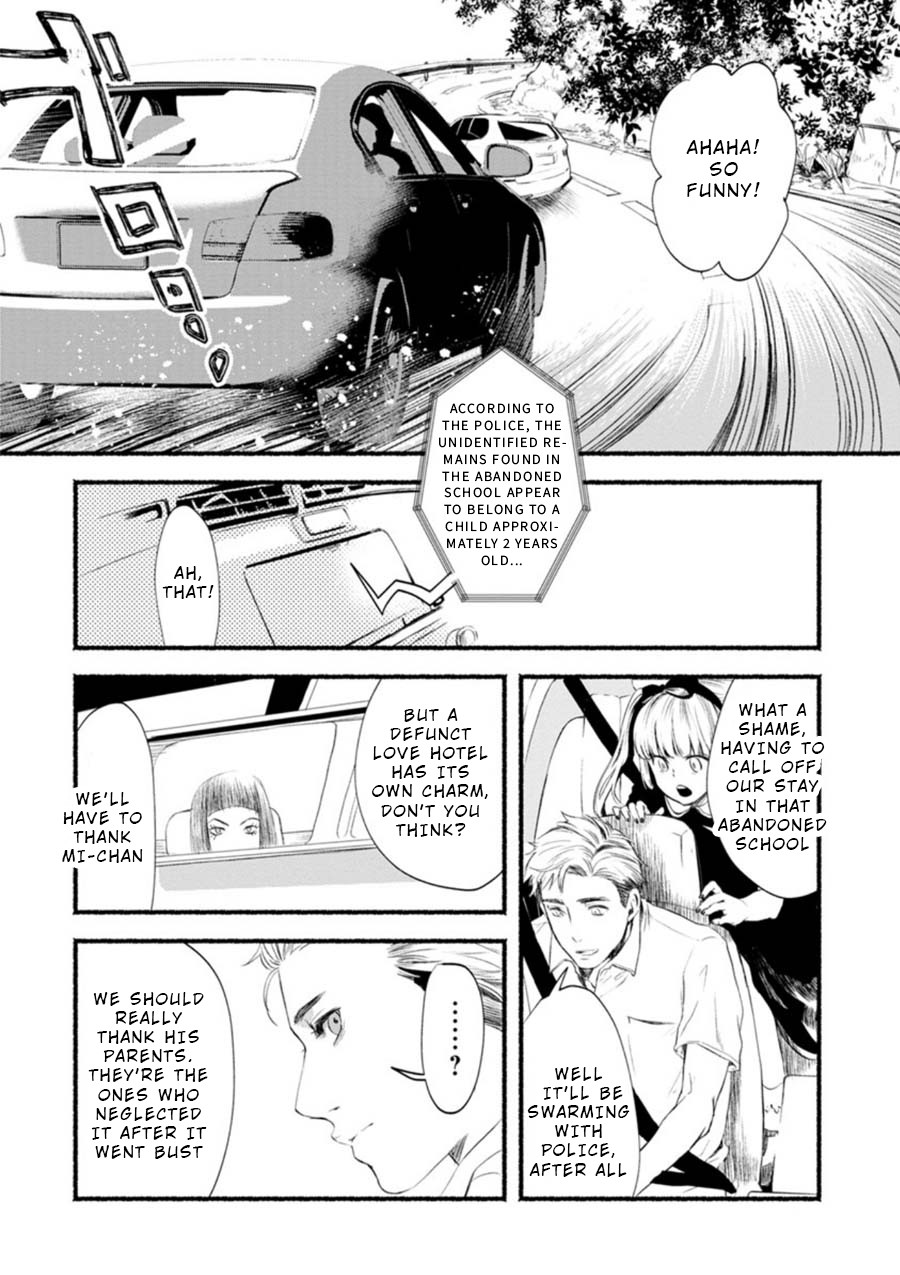 AHAHA!
SO
FUNNY!
ACCORDING TO
THE POLICE, THE
UNIDENTIFIED RE-
MAINS FOUND IN
THE ABANDONED
SCHOOL APPEAR
TO BELONG TO A
CHILD APPROXI-
MATELY 2 YEARS
OLD...
AH,
THAT!
WHAT A
SHAME,
HAVING TO
CALL OFF
OUR STAY
IN THAT
ABANDONED
SCHOOL
WELL
IT'LL BE
SWARMING
WITH
POLICE,
AFTER ALL
BUT A
DEFUNCT
LOVE HOTEL
HAS ITS
OWN CHARM,
DON'T YOU
THINK?
WE'LL
HAVE TO
THANK
MI-CHAN
.......?
WE SHOULD
REALLY
THANK HIS
PARENTS.
THEY'RE THE
ONES WHO
NEGLECTED
IT AFTER IT
WENT BUST